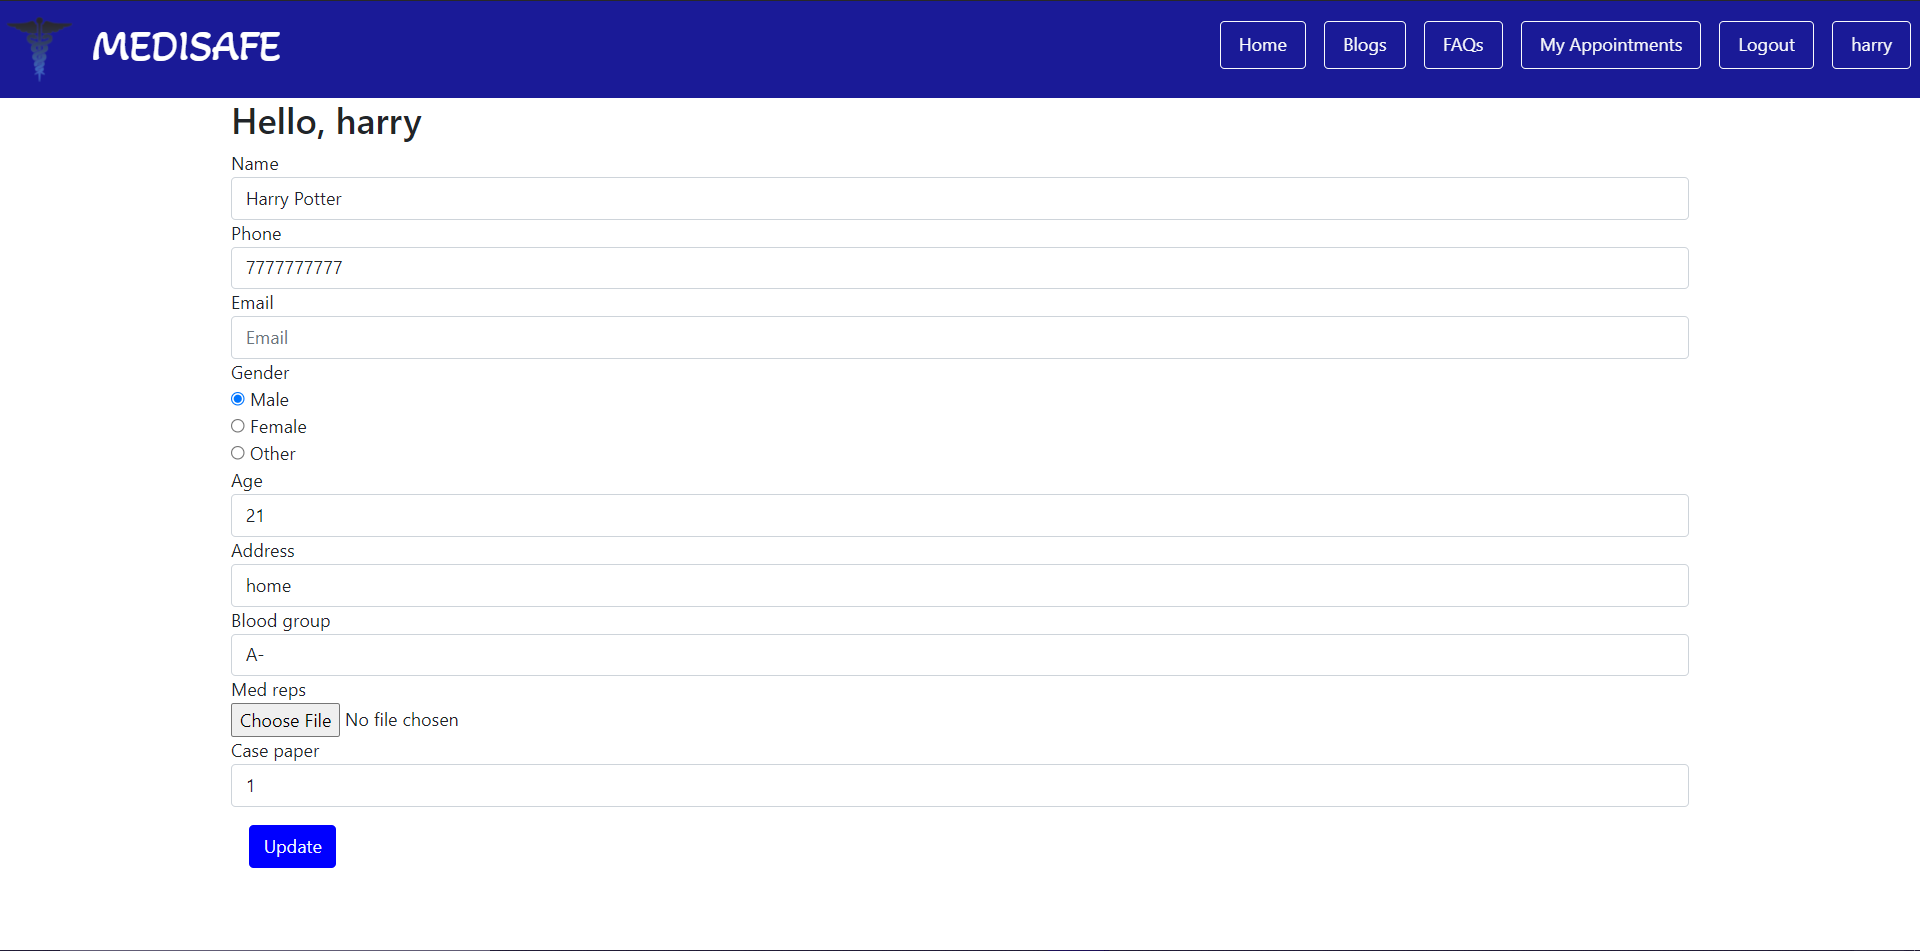 MEDISAFE
Home Blogs FAQs My Appointments Logout harry
Hello, harry
Name
Harry Potter
Phone
7777777777
Email
Email
Gender
Male
Female
Other
Age
21
Address
home
Blood group
A-
Med reps
Choose File No file chosen
Case paper
1
Update